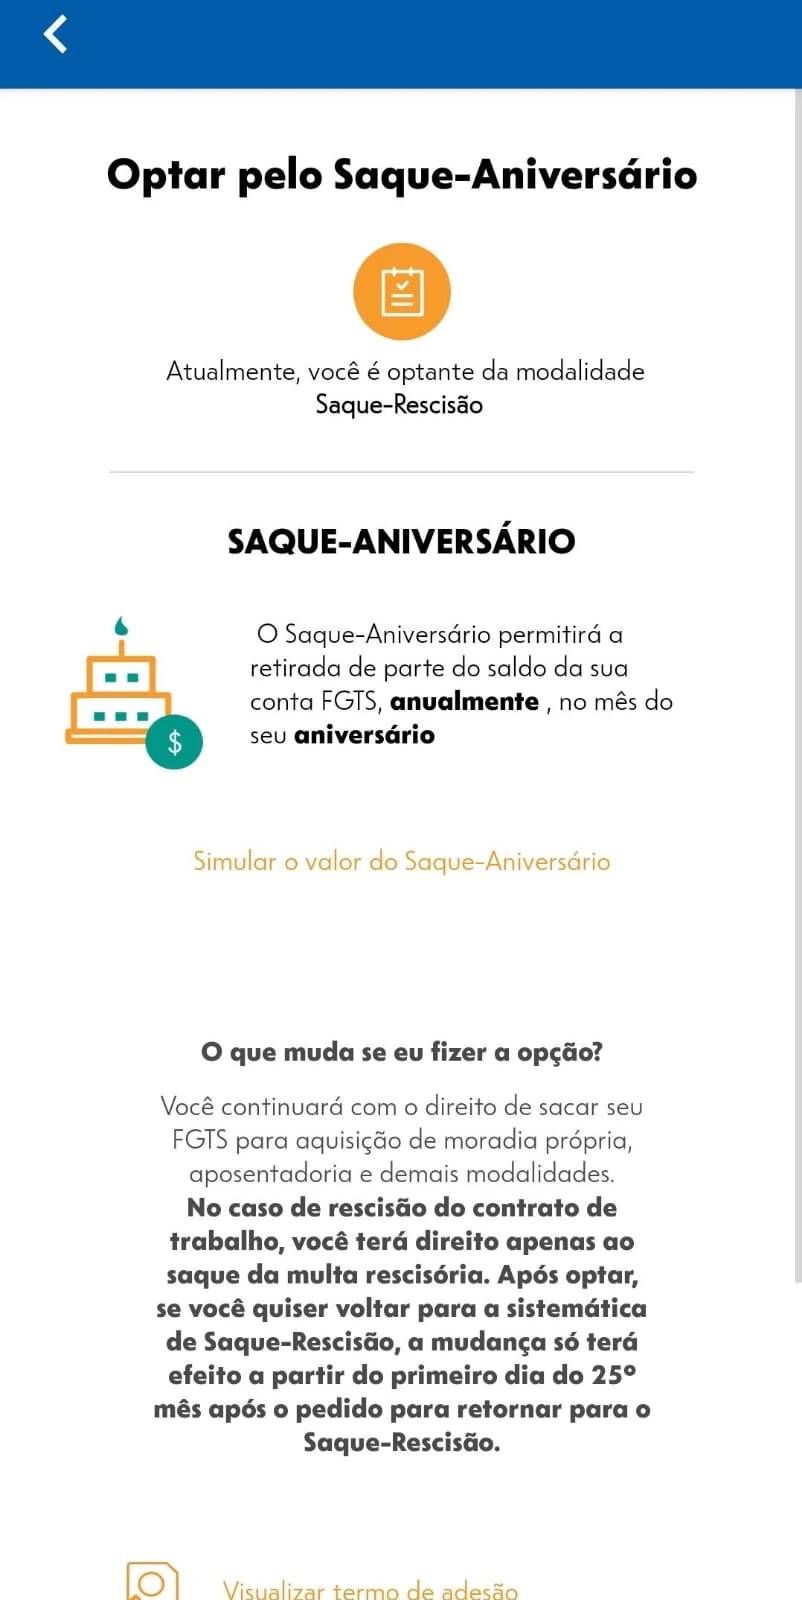 Optar pelo Saque-Aniversário
Atualmente, você é optante da modalidade
Saque-Rescisão
SAQUE-ANIVERSÁRIO
O Saque-Aniversário permitirá a
retirada de parte do saldo da sua
conta FGTS, anualmente , no mês do
seu aniversário
$
Simular o valor do Saque-Aniversário
O que muda se eu fizer a opção?
Você continuará com o direito de sacar seu
FGTS para aquisição de moradia própria,
aposentadoria e demais modalidades.
No caso de rescisão do contrato de
trabalho, você terá direito apenas ao
saque da multa rescisória. Após optar,
se você quiser voltar para a sistemática
de Saque-Rescisão, a mudança só terá
efeito a partir do primeiro dia do 25º
mês após o pedido para retornar para o
Saque-Rescisão.
Visualizar termo de adesão